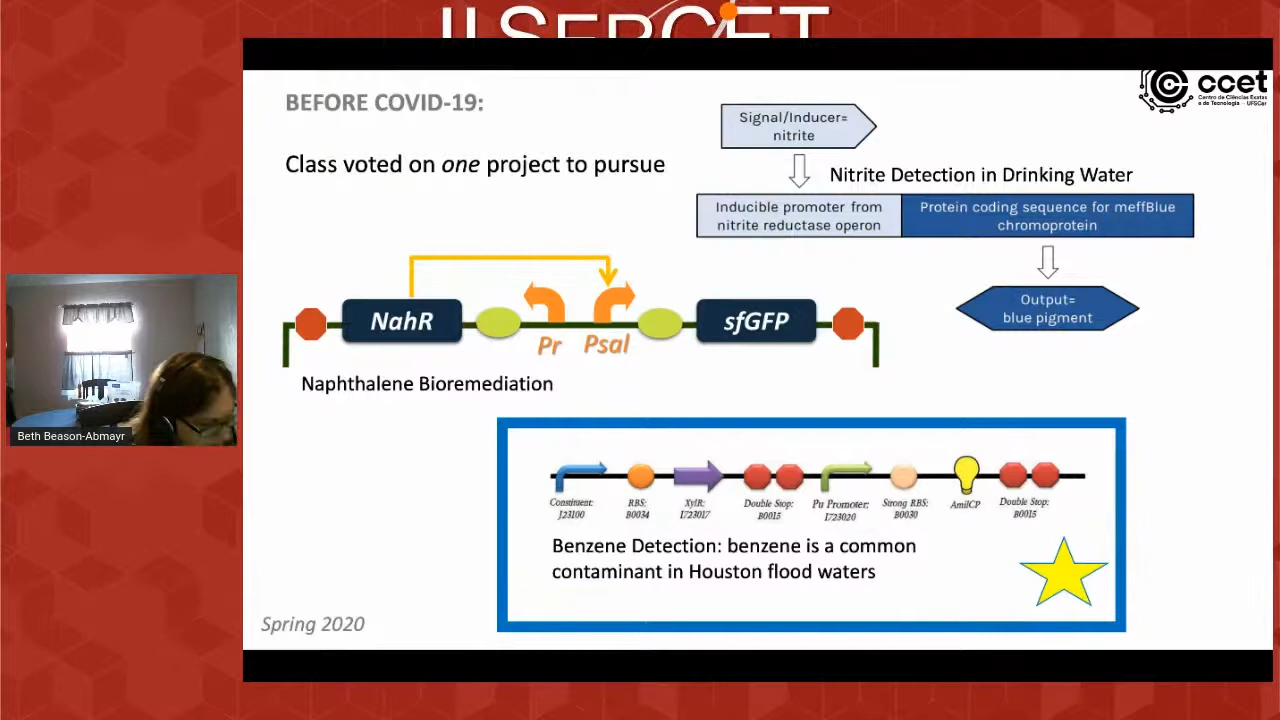 BEFORE COVID-19:
Class voted on one project to pursue
ccet
Centro de Ciências Exatas
e de Tecnologia - UFSCar
Signal/Inducer=
nitrite
Nitrite Detection in Drinking Water
Inducible promoter from
nitrite reductase operon
Protein coding sequence for meffBlue
chromoprotein
Output=
blue pigment
NahR
Pr
Psal
sfGFP
Naphthalene Bioremediation
Beth Beason-Abmayr
Constituent:
J23100
RBS:
B0034
XylR:
I723017
Double Stop:
B0015
Pu Promoter:
I723020
Strong RBS:
B0030
AmilCP
Double Stop:
B0015
Benzene Detection: benzene is a common
contaminant in Houston flood waters
Spring 2020